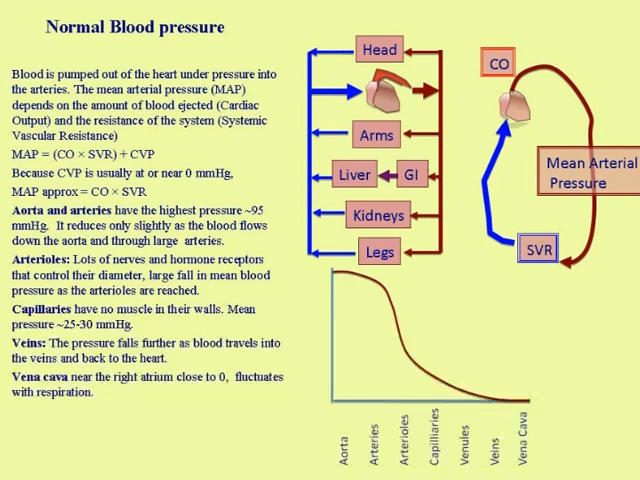 Normal Blood pressure
Blood is pumped out of the heart under pressure into
the arteries. The mean arterial pressure (MAP)
depends on the amount of blood ejected (Cardiac
Output) and the resistance of the system (Systemic
Vascular Resistance)
MAP = (CO × SVR) + CVP
Because CVP is usually at or near 0 mmHg,
MAP approx = CO × SVR
Aorta and arteries have the highest pressure ~95
mmHg. It reduces only slightly as the blood flows
down the aorta and through large arteries.
Arterioles: Lots of nerves and hormone receptors
that control their diameter, large fall in mean blood
pressure as the arterioles are reached.
Capillaries have no muscle in their walls. Mean
pressure ~25-30 mmHg.
Veins: The pressure falls further as blood travels into
the veins and back to the heart.
Vena cava near the right atrium close to 0, fluctuates
with respiration.
Head
Arms
Liver
GI
Kidneys
Legs
CO
Mean Arterial
Pressure
SVR
Aorta
Arteries
Arterioles
Capilliaries
Venules
Veins
Vena Cava